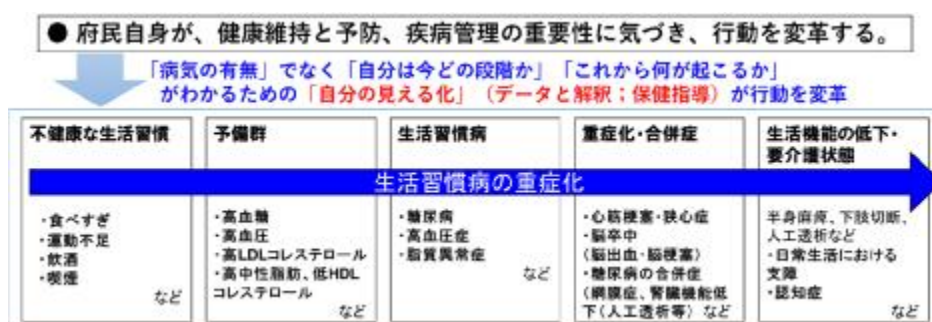 ● 府民自身が、健康維持と予防、疾病管理の重要性に気づき、行動を変革する。
「病気の有無」でなく「自分は今どの段階か」「これから何が起こるか」
がわかるための「自分の見える化」（データと解釈；保健指導）が行動を変革
不健康な生活習慣
予備群
生活習慣病
重症化・合併症
生活機能の低下・
要介護状態
生活習慣病の重症化
・食べすぎ
・運動不足
・飲酒
・喫煙
など
・高血糖
・高血圧
・高LDLコレステロール
・高中性脂肪、低HDL
コレステロール
など
・糖尿病
・高血圧症
・脂質異常症
など
・心筋梗塞・狭心症
・脳卒中
（脳出血・脳梗塞）
・糖尿病の合併症
（網膜症、腎臓機能低
下（人工透析等） など
半身麻痺、下肢切断、
人工透析など
・日常生活における
支障
・認知症
など